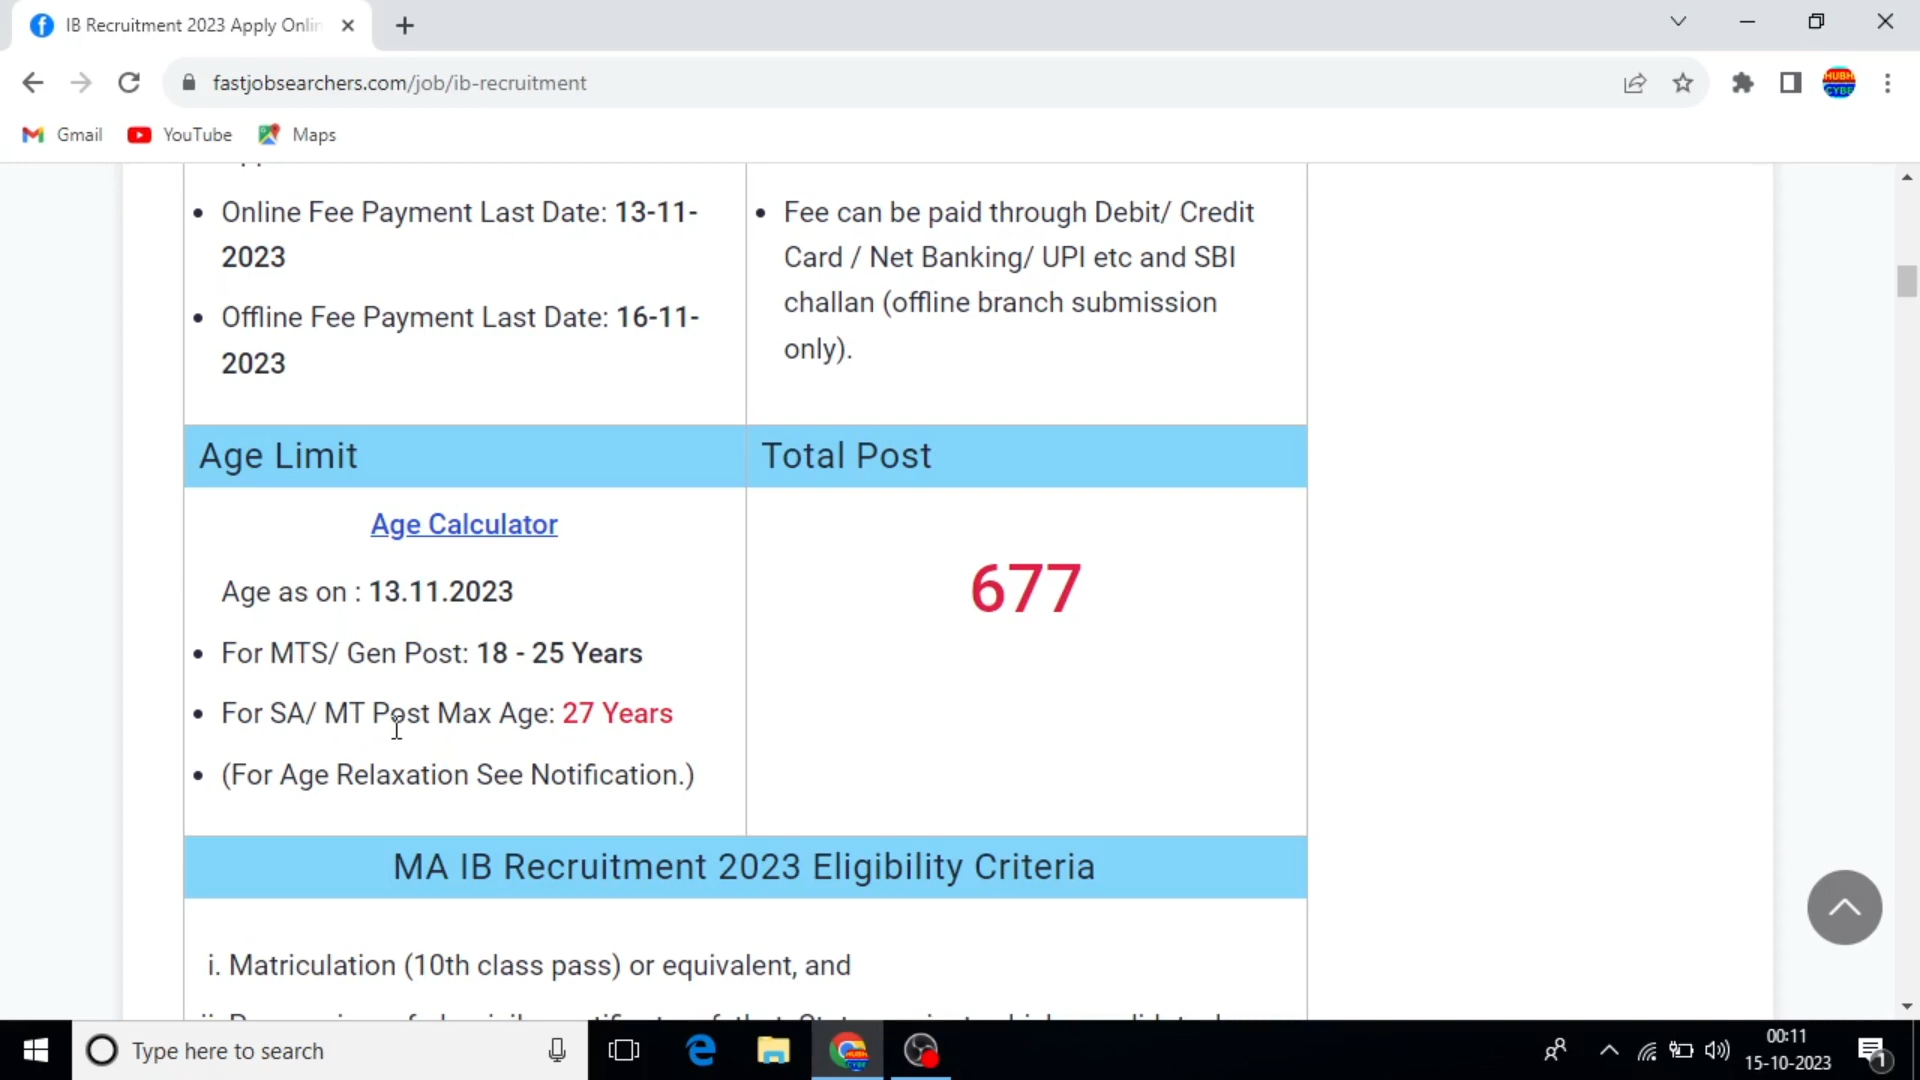 IB Recruitment 2023 Apply Onlin
fastjobsearchers.com/job/ib-recruitment
HUBH
CYBE
Gmail
YouTube
Maps
Online Fee Payment Last Date: 13-11-
2023
Offline Fee Payment Last Date: 16-11-
2023
Fee can be paid through Debit/ Credit
Card / Net Banking/ UPI etc and SBI
challan (offline branch submission
only).
Age Limit
Total Post
Age Calculator
Age as on : 13.11.2023
For MTS/ Gen Post: 18 - 25 Years
For SA/ MT Post Max Age: 27 Years
(For Age Relaxation See Notification.)
677
MA IB Recruitment 2023 Eligibility Criteria
i. Matriculation (10th class pass) or equivalent, and
Type here to search
00:11
15-10-2023
1